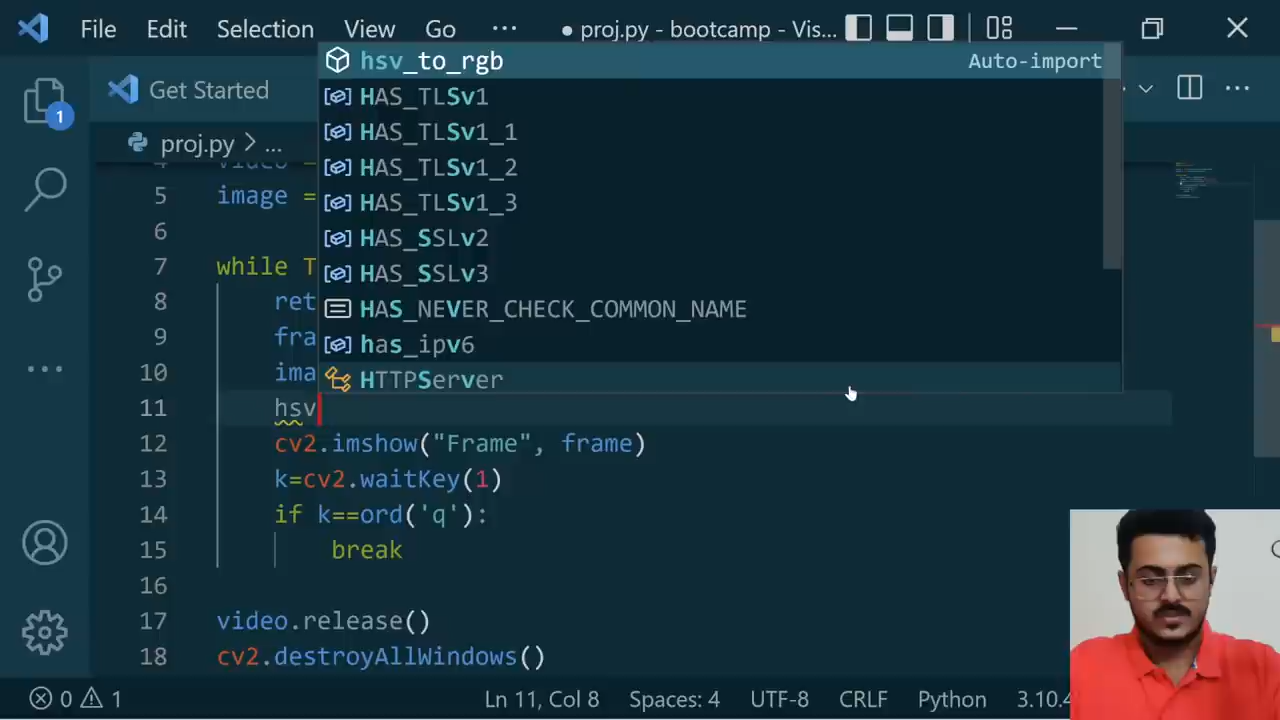 File Edit Selection View Go ··· ● proj.py - bootcamp - Vis...
hsv_to_rgb Auto-import
Get Started
HAS_TLSv1
HAS_TLSv1_1
1
proj.py > ...
HAS_TLSv1_2
5 image =
HAS_TLSv1_3
6
HAS_SSLv2
7 while T
HAS_SSLv3
8 ret
HAS_NEVER_CHECK_COMMON_NAME
9 fra
has_ipv6
10 ima
HTTPServer
11 hsv
12 cv2.imshow("Frame", frame)
13 k=cv2.waitKey(1)
14 if k==ord('q'):
15 break
16
17 video.release()
18 cv2.destroyAllWindows()
0 1 Ln 11, Col 8 Spaces: 4 UTF-8 CRLF Python 3.10.4